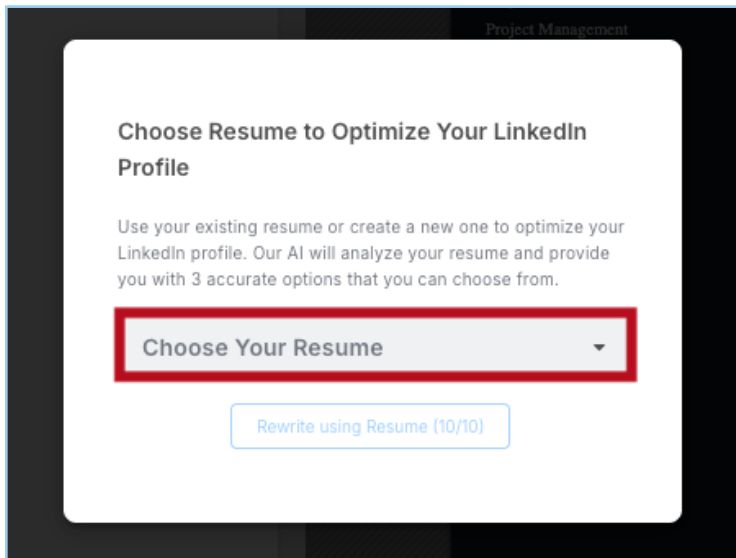 Project Management
Choose Resume to Optimize Your LinkedIn
Profile
Use your existing resume or create a new one to optimize your
LinkedIn profile. Our AI will analyze your resume and provide
you with 3 accurate options that you can choose from.
Choose Your Resume
Rewrite using Resume (10/10)